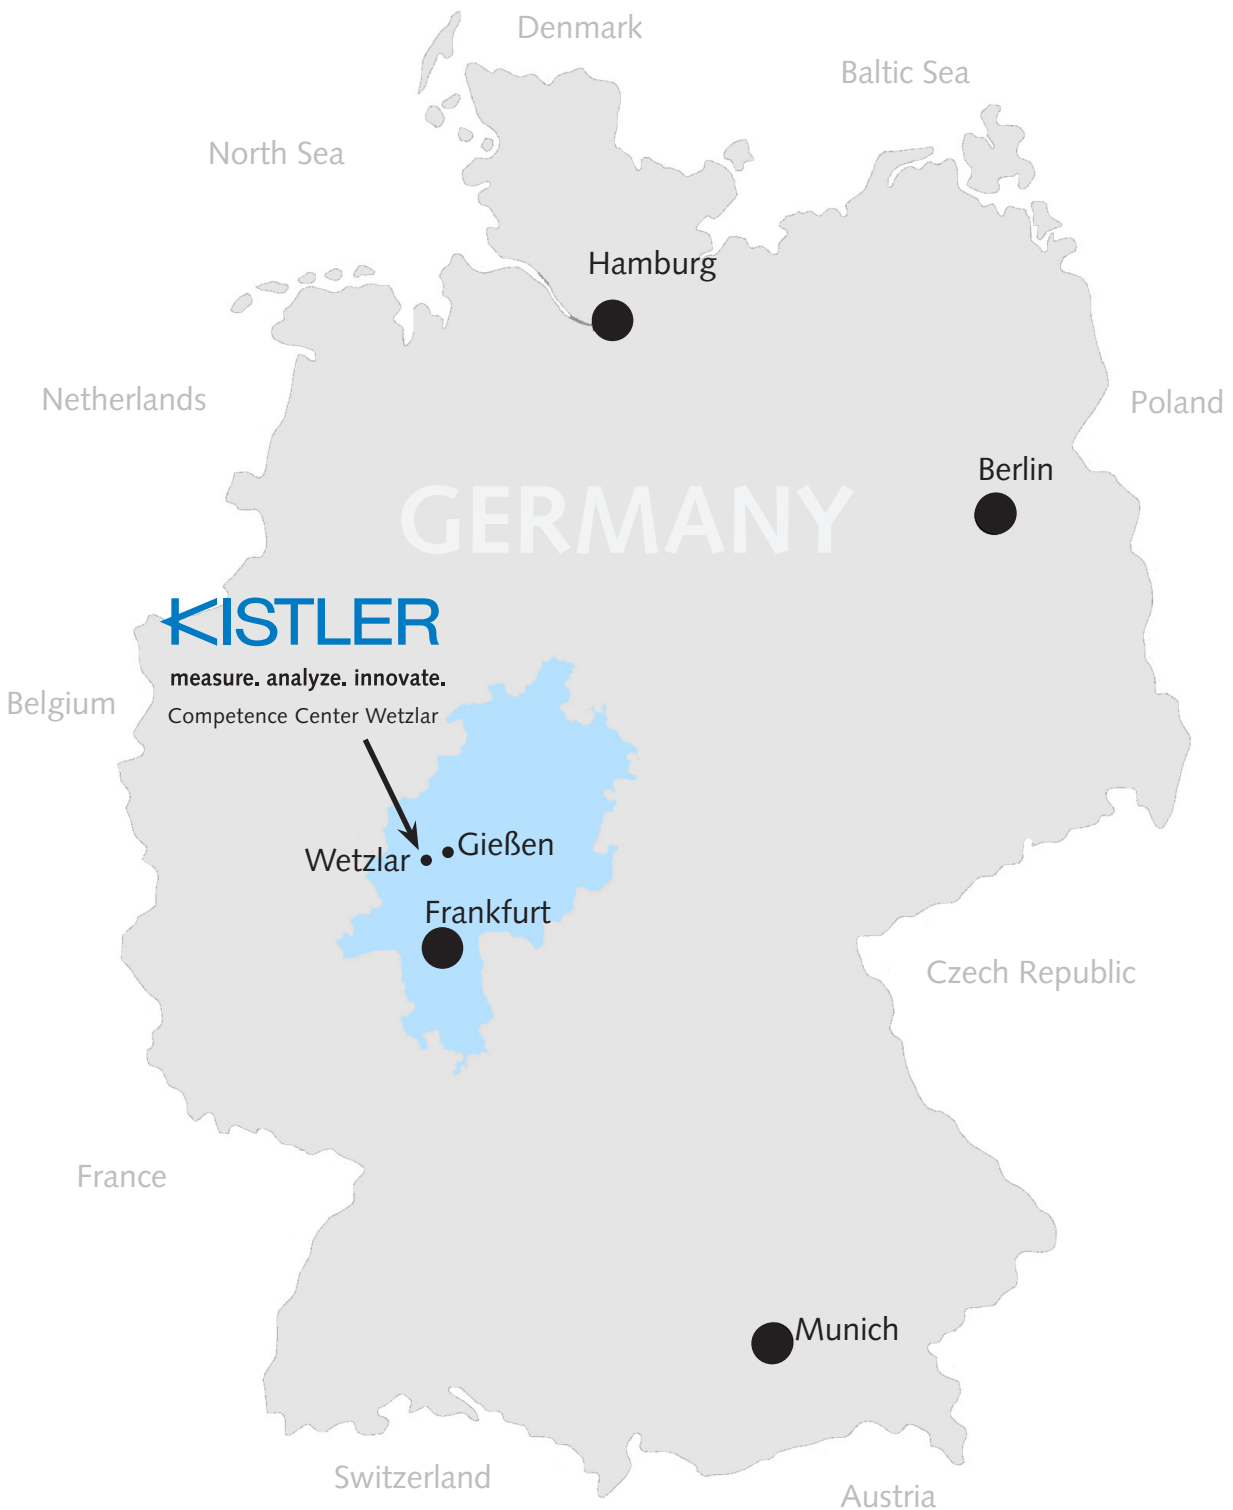 Denmark
Baltic Sea
North Sea
Hamburg
Netherlands
Poland
Berlin
GERMANY
KISTLER
measure. analyze. innovate.
Belgium
Competence Center Wetzlar
Gießen
Wetzlar
Frankfurt
Czech Republic
France
Munich
Switzerland
Austria